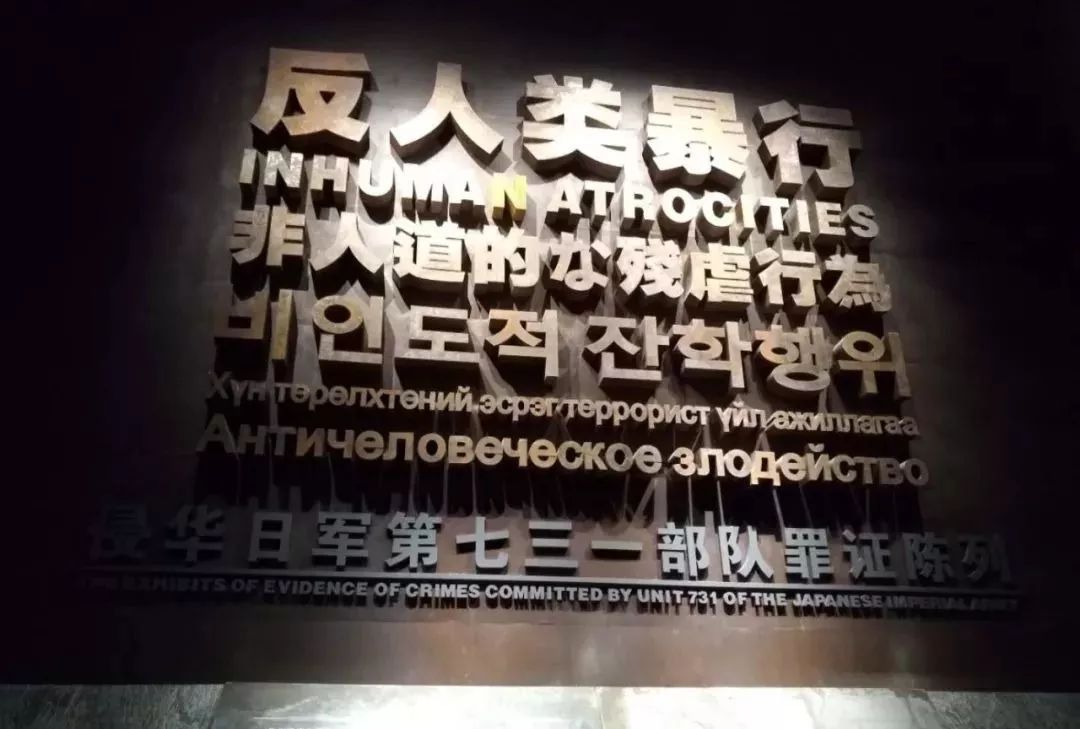 反人类暴行
INHUMAN ATROCITIES
非人道的な残虐行為
비인도적 잔학행위
Хүн төрөлхтөний эсрэг террорист үйл ажиллагаа
Античеловеческое злодейство
侵华日军第七三一部队罪证陈列
THE EXHIBITS OF EVIDENCE OF CRIMES COMMITTED BY UNIT 731 OF THE JAPANESE IMPERIAL ARMY